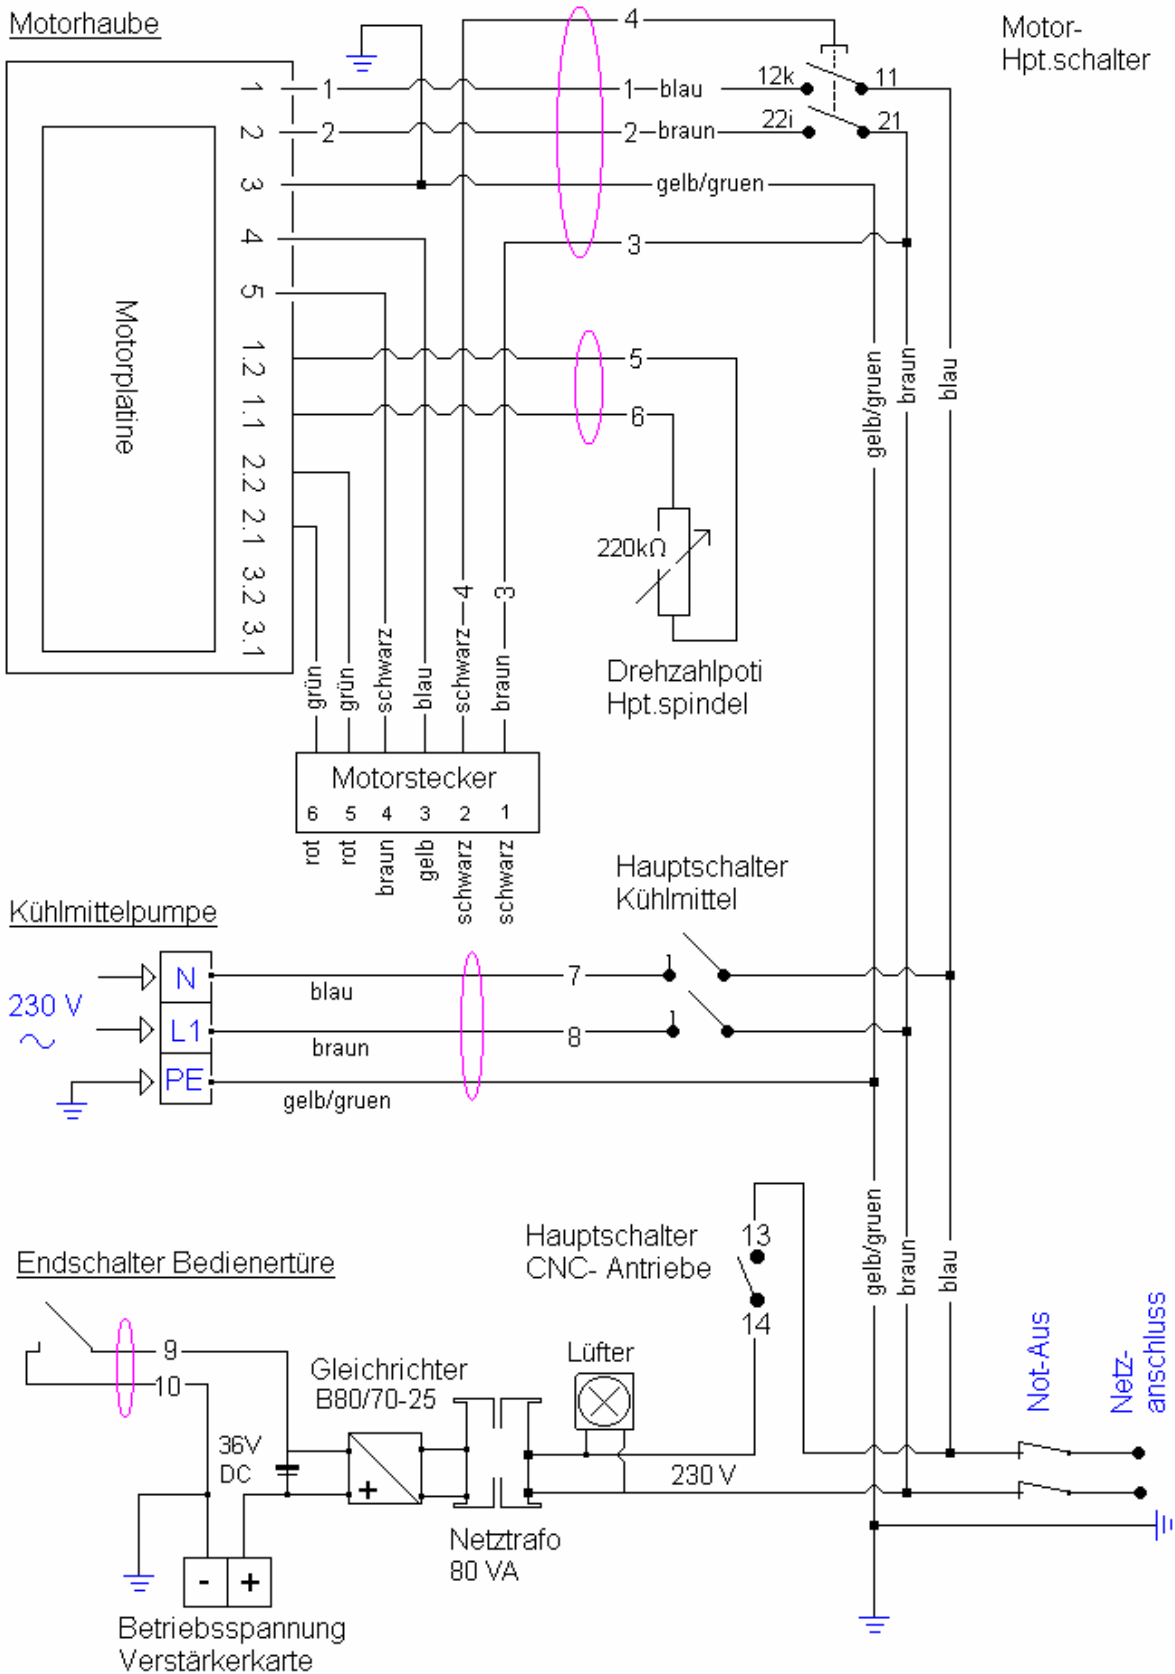 Motorhaube
4
Motor-
Hpt.schalter
1
1
1
blau
12k
11
2
2
2
braun
22i
21
3
gelb/gruen
4
3
5
Motorplatine
1.2
5
1.1
6
gelb/gruen
braun
blau
2.2
2.1
220kΩ
3.2
3.1
4
3
Drehzahlpoti
Hpt.spindel
grün
grün
schwarz
blau
schwarz
braun
Motorstecker
6 5 4 3 2 1
rot
rot
braun
gelb
schwarz
schwarz
Hauptschalter
Kühlmittel
Kühlmittelpumpe
N
blau
7
1
230 V
L1
braun
8
1
PE
gelb/gruen
gelb/gruen
braun
blau
Hauptschalter
CNC- Antriebe
13
14
Endschalter Bedienertüre
9
10
Gleichrichter
B80/70-25
Lüfter
Not-Aus
Netz-
anschluss
36V
DC
+
230 V
Netztrafo
80 VA
- +
Betriebsspannung
Verstärkerkarte